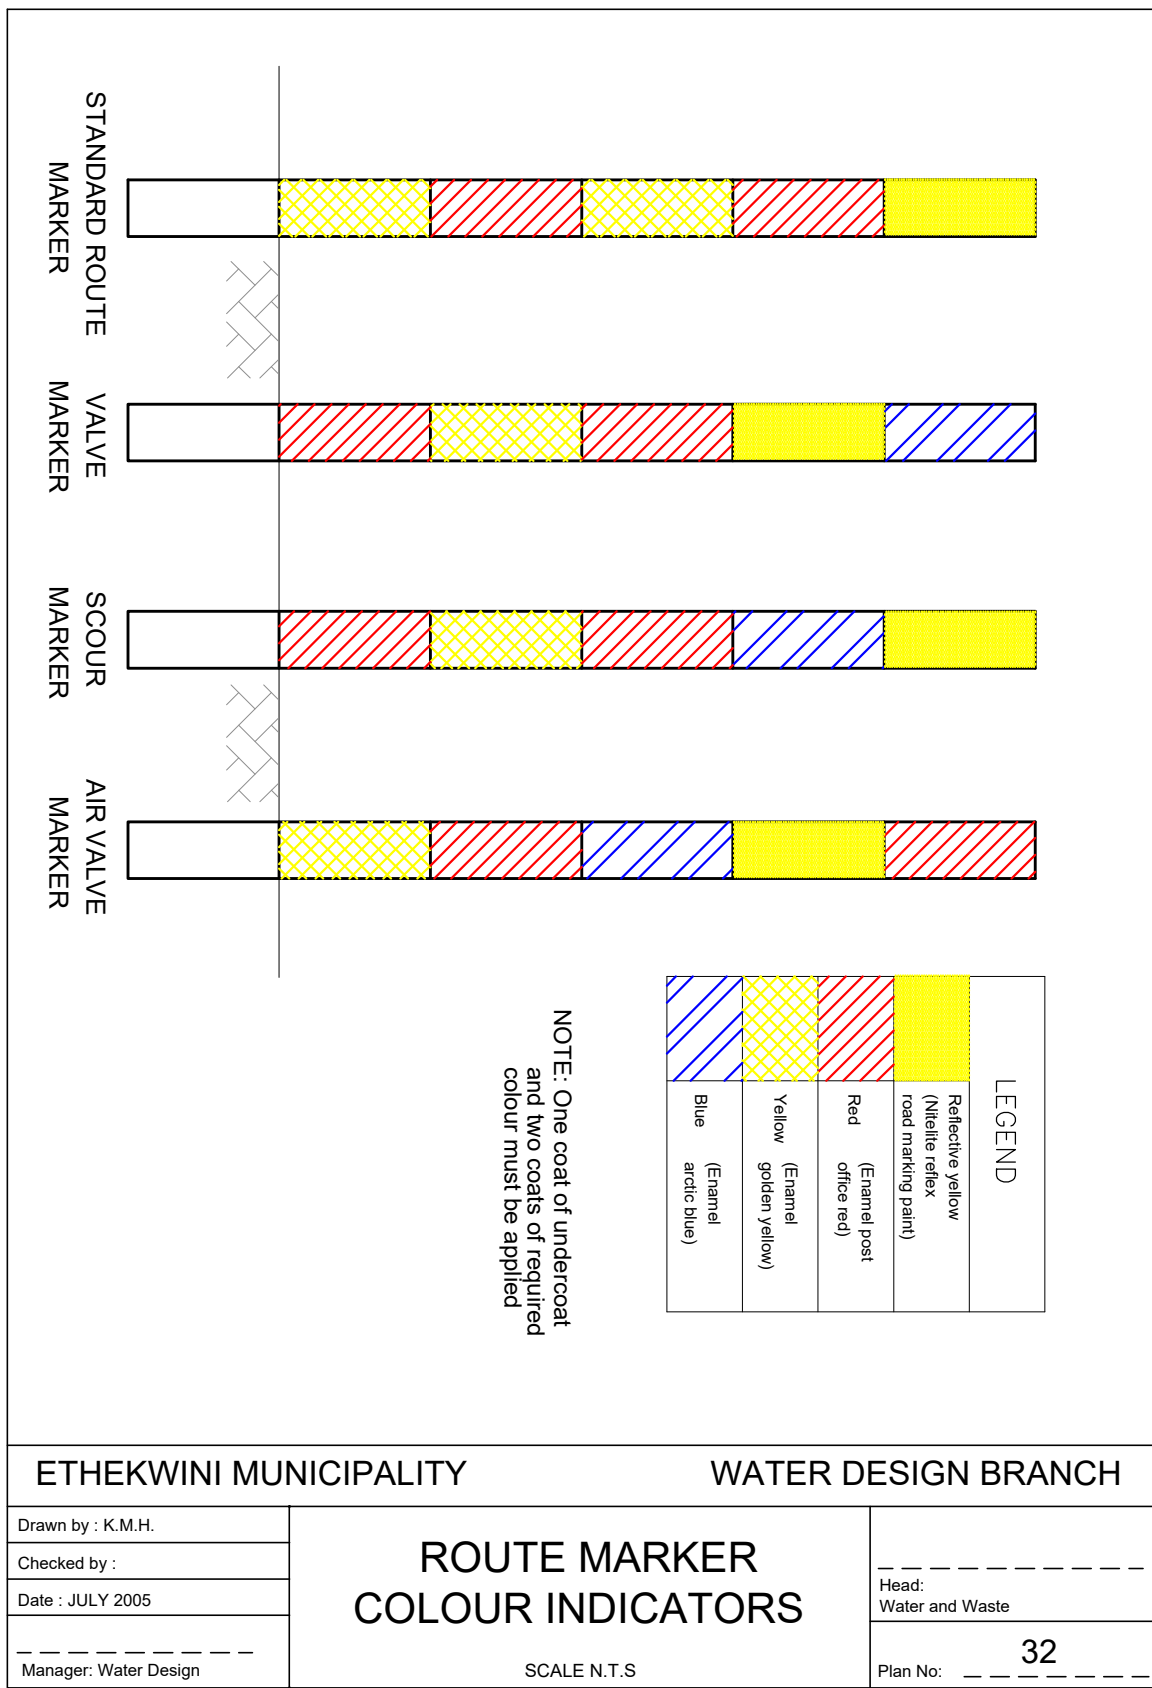 STANDARD ROUTE
MARKER
VALVE
MARKER
SCOUR
MARKER
AIR VALVE
MARKER
LEGEND
Reflective yellow
(Nitelite reflex
road marking paint)
Red (Enamel post
office red)
Yellow (Enamel
golden yellow)
Blue (Enamel
arctic blue)
NOTE: One coat of undercoat
and two coats of required
colour must be applied
ETHEKWINI MUNICIPALITY WATER DESIGN BRANCH
Drawn by : K.M.H.
Checked by :
Date : JULY 2005
Manager: Water Design
ROUTE MARKER
COLOUR INDICATORS
SCALE N.T.S
Head:
Water and Waste
Plan No: 32